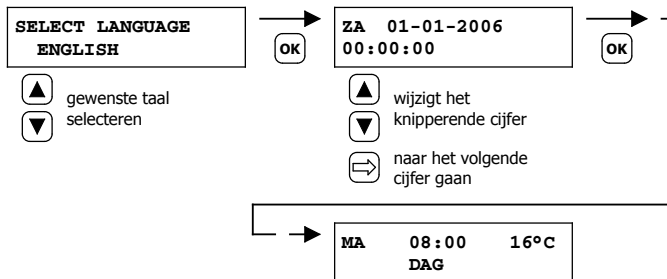 SELECT LANGUAGE
ENGLISH
OK
gewenste taal
selecteren
ZA 01-01-2006
00:00:00
OK
wijzigt het
knipperende cijfer
naar het volgende
cijfer gaan
MA 08:00 16°C
DAG